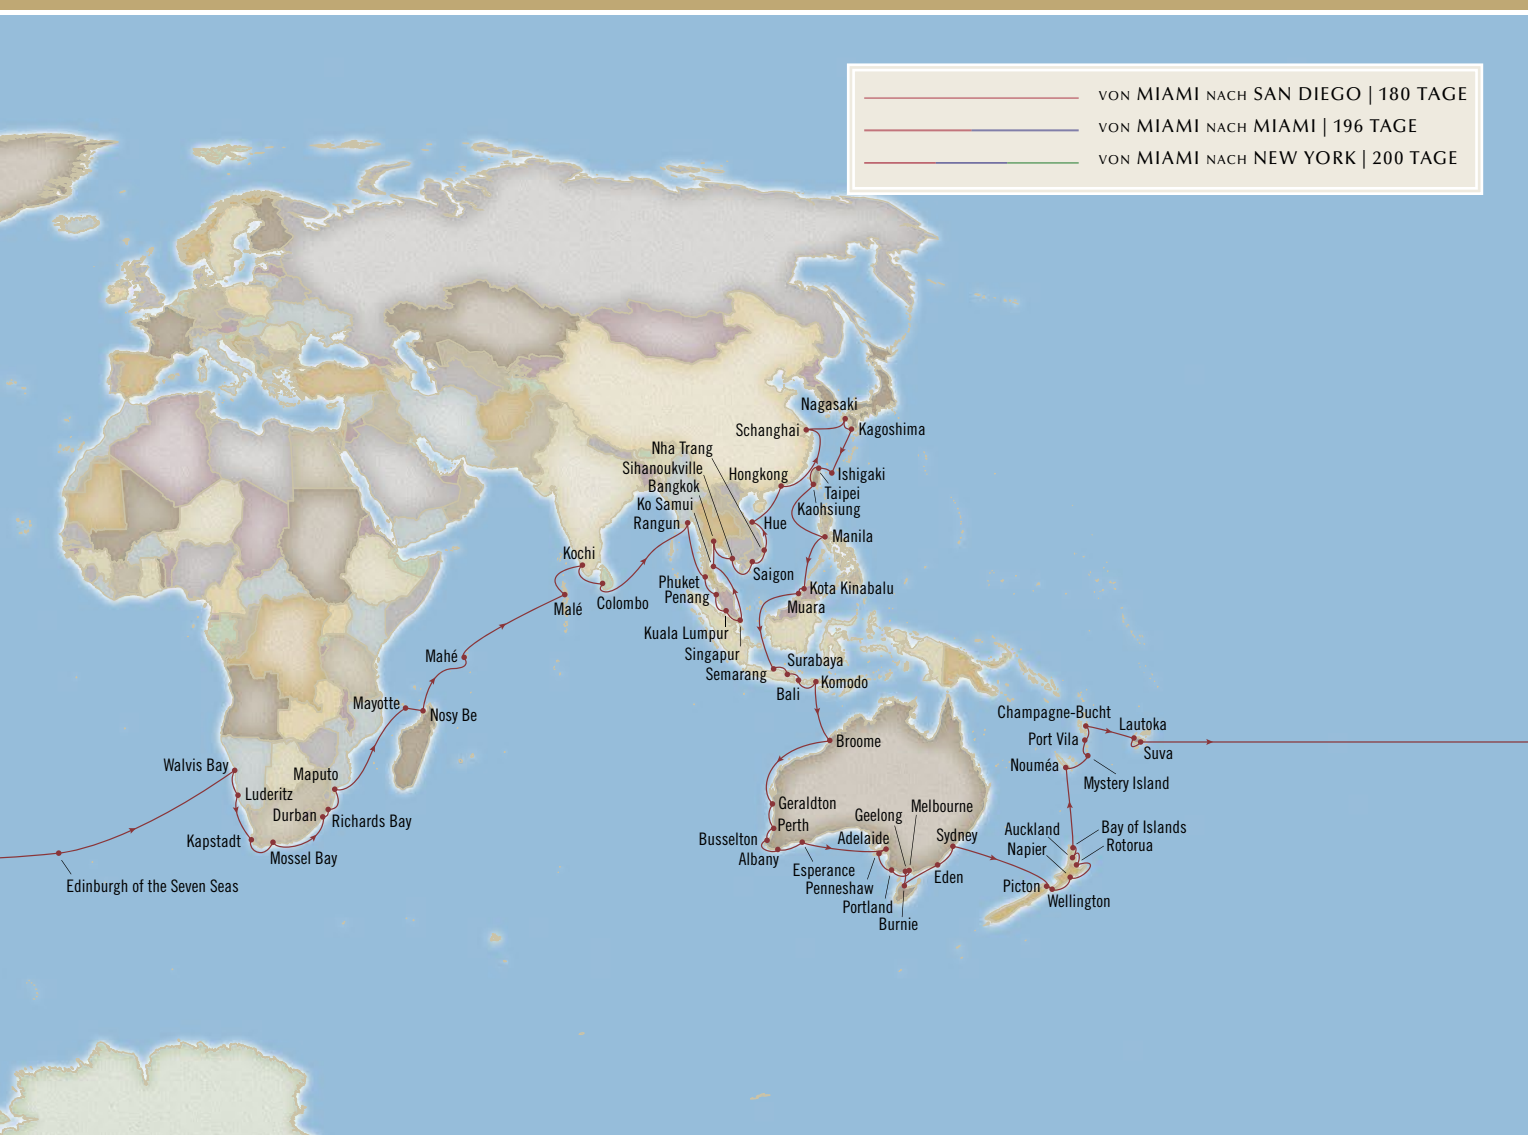 VON MIAMI NACH SAN DIEGO | 180 TAGE
VON MIAMI NACH MIAMI | 196 TAGE
VON MIAMI NACH NEW YORK | 200 TAGE
Nagasaki
Schanghai
Kagoshima
Nha Trang
Sihanoukville
Hongkong
Ishigaki
Bangkok
Taipei
Ko Samui
Kaohsiung
Rangun
Hue
Manila
Kochi
Saigon
Phuket
Kota Kinabalu
Penang
Malé
Colombo
Muara
Kuala Lumpur
Singapur
Mahé
Surabaya
Semarang
Komodo
Bali
Mayotte
Nosy Be
Champagne-Bucht
Lautoka
Port Vila
Broome
Suva
Walvis Bay
Nouméa
Maputo
Mystery Island
Luderitz
Geraldton
Melbourne
Durban
Geelong
Richards Bay
Perth
Bay of Islands
Auckland
Kapstadt
Busselton
Adelaide
Sydney
Rotorua
Napier
Mossel Bay
Albany
Esperance
Eden
Edinburgh of the Seven Seas
Penneshaw
Picton
Wellington
Portland
Burnie